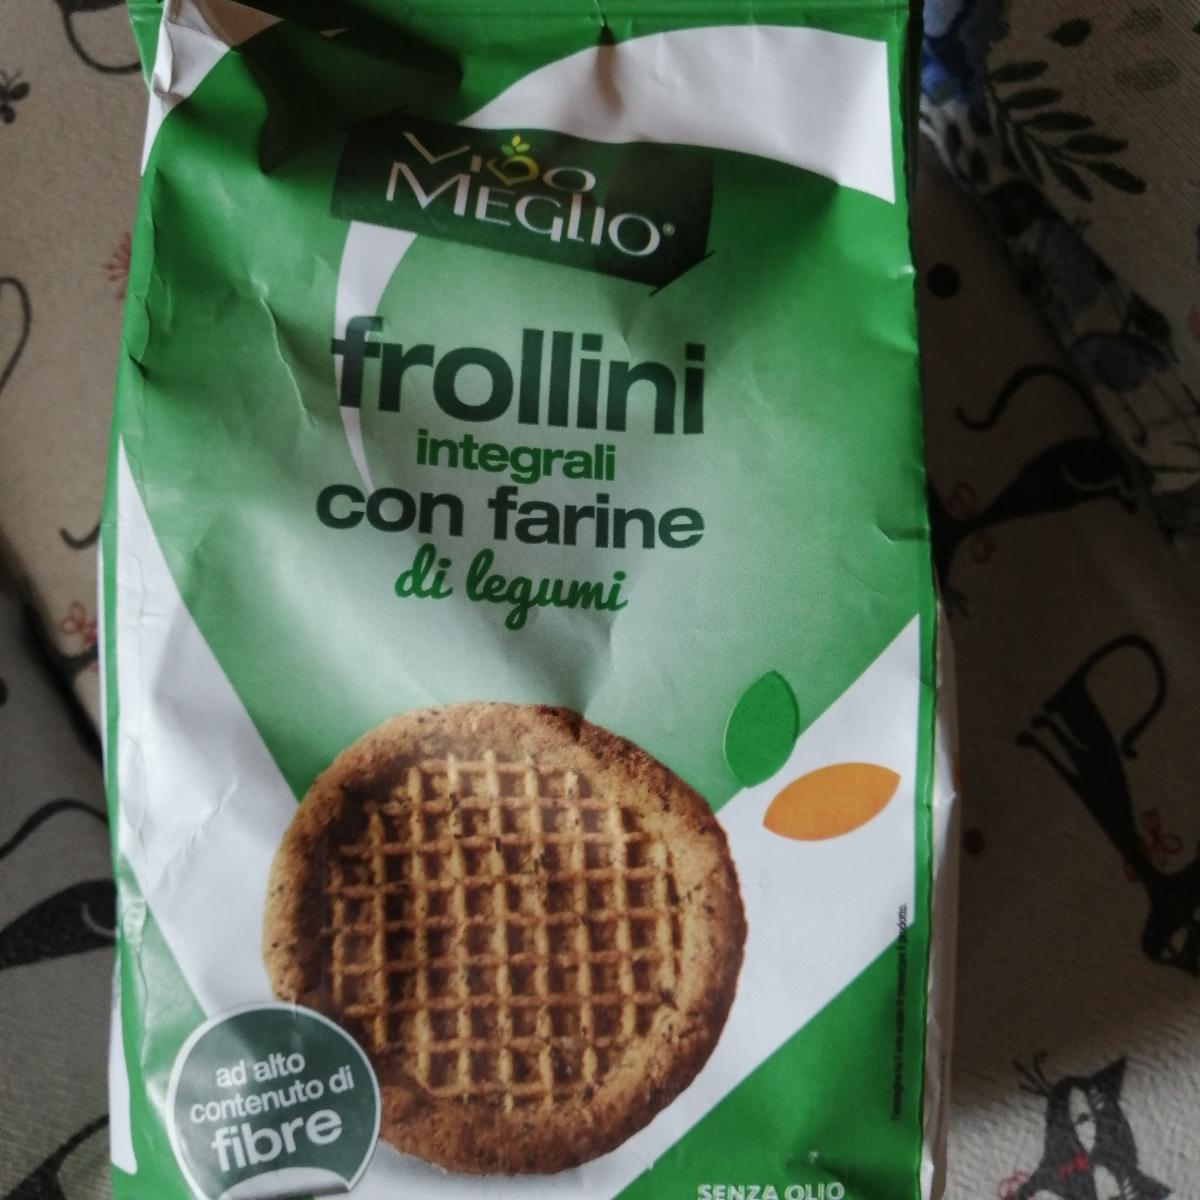 VIVO
MEGLIO®
frollini
integrali
con farine
di legumi
ad alto
contenuto di
fibre
SENZA OLIO